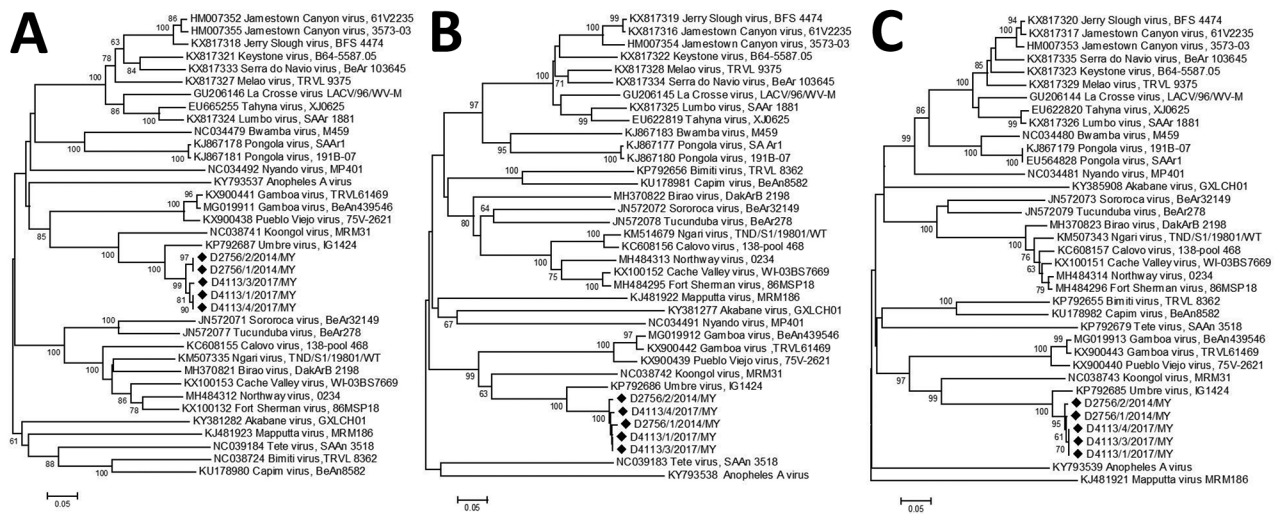 A
86
HM007352 Jamestown Canyon virus, 61V2235
100
HM007355 Jamestown Canyon virus, 3573-03
63
KX817318 Jerry Slough virus, BFS 4474
78
KX817321 Keystone virus, B64-5587.05
84
KX817333 Serra do Navio virus, BeAr 103645
100
KX817327 Melao virus, TRVL 9375
GU206146 La Crosse virus, LACV/96/WV-M
86
EU665255 Tahyna virus, XJ0625
100
KX817324 Lumbo virus, SAAr 1881
NC034479 Bwamba virus, M459
100
KJ867178 Pongola virus, SAAr1
100
KJ867181 Pongola virus, 191B-07
NC034492 Nyando virus, MP401
KY793537 Anopheles A virus
96
KX900441 Gamboa virus, TRVL61469
100
MG019911 Gamboa virus, BeAn439546
KX900438 Pueblo Viejo virus, 75V-2621
85
NC038741 Koongol virus, MRM31
100
KP792687 Umbre virus, IG1424
97
D2756/2/2014/MY
100
D2756/1/2014/MY
99
D4113/3/2017/MY
81
D4113/1/2017/MY
90
D4113/4/2017/MY
JN572071 Sororoca virus, BeAr32149
100
JN572077 Tucunduba virus, BeAr278
100
KC608155 Calovo virus, 138-pool 468
KM507335 Ngari virus, TND/S1/19801/WT
100
MH370821 Birao virus, DakArB 2198
KX100153 Cache Valley virus, WI-03BS7669
86
MH484312 Northway virus, 0234
78
KX100132 Fort Sherman virus, 86MSP18
KY381282 Akabane virus, GXLCH01
61
KJ481923 Mapputta virus, MRM186
NC039184 Tete virus, SAAn 3518
88
NC038724 Bimiti virus,TRVL 8362
100
KU178980 Capim virus, BeAn8582
0.05
B
99
KX817319 Jerry Slough virus, BFS 4474
100
KX817316 Jamestown Canyon virus, 61V2235
HM007354 Jamestown Canyon virus, 3573-03
KX817322 Keystone virus, B64-5587.05
100
KX817328 Melao virus, TRVL 9375
71
KX817334 Serra do Navio virus, BeAr 103645
GU206145 La Crosse virus, LACV/96/WV-M
97
KX817325 Lumbo virus, SAAr 1881
99
EU622819 Tahyna virus, XJ0625
KJ867183 Bwamba virus, M459
KJ867177 Pongola virus, SA Ar1
95
100
KJ867180 Pongola virus, 191B-07
KP792656 Bimiti virus, TRVL 8362
100
KU178981 Capim virus, BeAn8582
MH370822 Birao virus, DakArB 2198
64
JN572072 Sororoca virus, BeAr32149
80
JN572078 Tucunduba virus, BeAr278
KM514679 Ngari virus, TND/S1/19801/WT
100
KC608156 Calovo virus, 138-pool 468
100
MH484313 Northway virus, 0234
75
KX100152 Cache Valley virus, WI-03BS7669
100
MH484295 Fort Sherman virus, 86MSP18
KJ481922 Mapputta virus, MRM186
KY381277 Akabane virus, GXLCH01
67
NC034491 Nyando virus, MP401
97
MG019912 Gamboa virus, BeAn439546
100
KX900442 Gamboa virus, ,TRVL61469
KX900439 Pueblo Viejo virus, 75V-2621
99
NC038742 Koongol virus, MRM31
63
KP792686 Umbre virus, IG1424
D2756/2/2014/MY
100
D4113/4/2017/MY
100
D2756/1/2014/MY
D4113/1/2017/MY
D4113/3/2017/MY
NC039183 Tete virus, SAAn 3518
100
KY793538 Anopheles A virus
0.05
C
94
KX817320 Jerry Slough virus, BFS 4474
100
KX817317 Jamestown Canyon virus, 61V2235
100
HM007353 Jamestown Canyon virus, 3573-03
KX817335 Serra do Navio virus, BeAr 103645
85
KX817323 Keystone virus, B64-5587.05
100
KX817329 Melao virus, TRVL 9375
GU206144 La Crosse virus, LACV/96/WV-M
86
EU622820 Tahyna virus, XJ0625
99
KX817326 Lumbo virus, SAAr 1881
NC034480 Bwamba virus, M459
99
KJ867179 Pongola virus, 191B-07
100
100
EU564828 Pongola virus, SAAr1
NC034481 Nyando virus, MP401
KY385908 Akabane virus, GXLCH01
JN572073 Sororoca virus, BeAr32149
100
JN572079 Tucunduba virus, BeAr278
MH370823 Birao virus, DakArB 2198
100
KM507343 Ngari virus, TND/S1/19801/WT
76
KC608157 Calovo virus, 138-pool 468
63
KX100151 Cache Valley virus, WI-03BS7669
MH484314 Northway virus, 0234
79
MH484296 Fort Sherman virus, 86MSP18
KP792655 Bimiti virus, TRVL 8362
100
KU178982 Capim virus, BeAn8582
KP792679 Tete virus, SAAn 3518
99
MG019913 Gamboa virus, BeAn439546
100
KX900443 Gamboa virus, TRVL61469
KX900440 Pueblo Viejo virus, 75V-2621
97
NC038743 Koongol virus, MRM31
99
KP792685 Umbre virus, IG1424
D2756/2/2014/MY
100
D2756/1/2014/MY
95
D4113/4/2017/MY
61
D4113/3/2017/MY
70
D4113/1/2017/MY
KY793539 Anopheles A virus
KJ481921 Mapputta virus MRM186
0.05